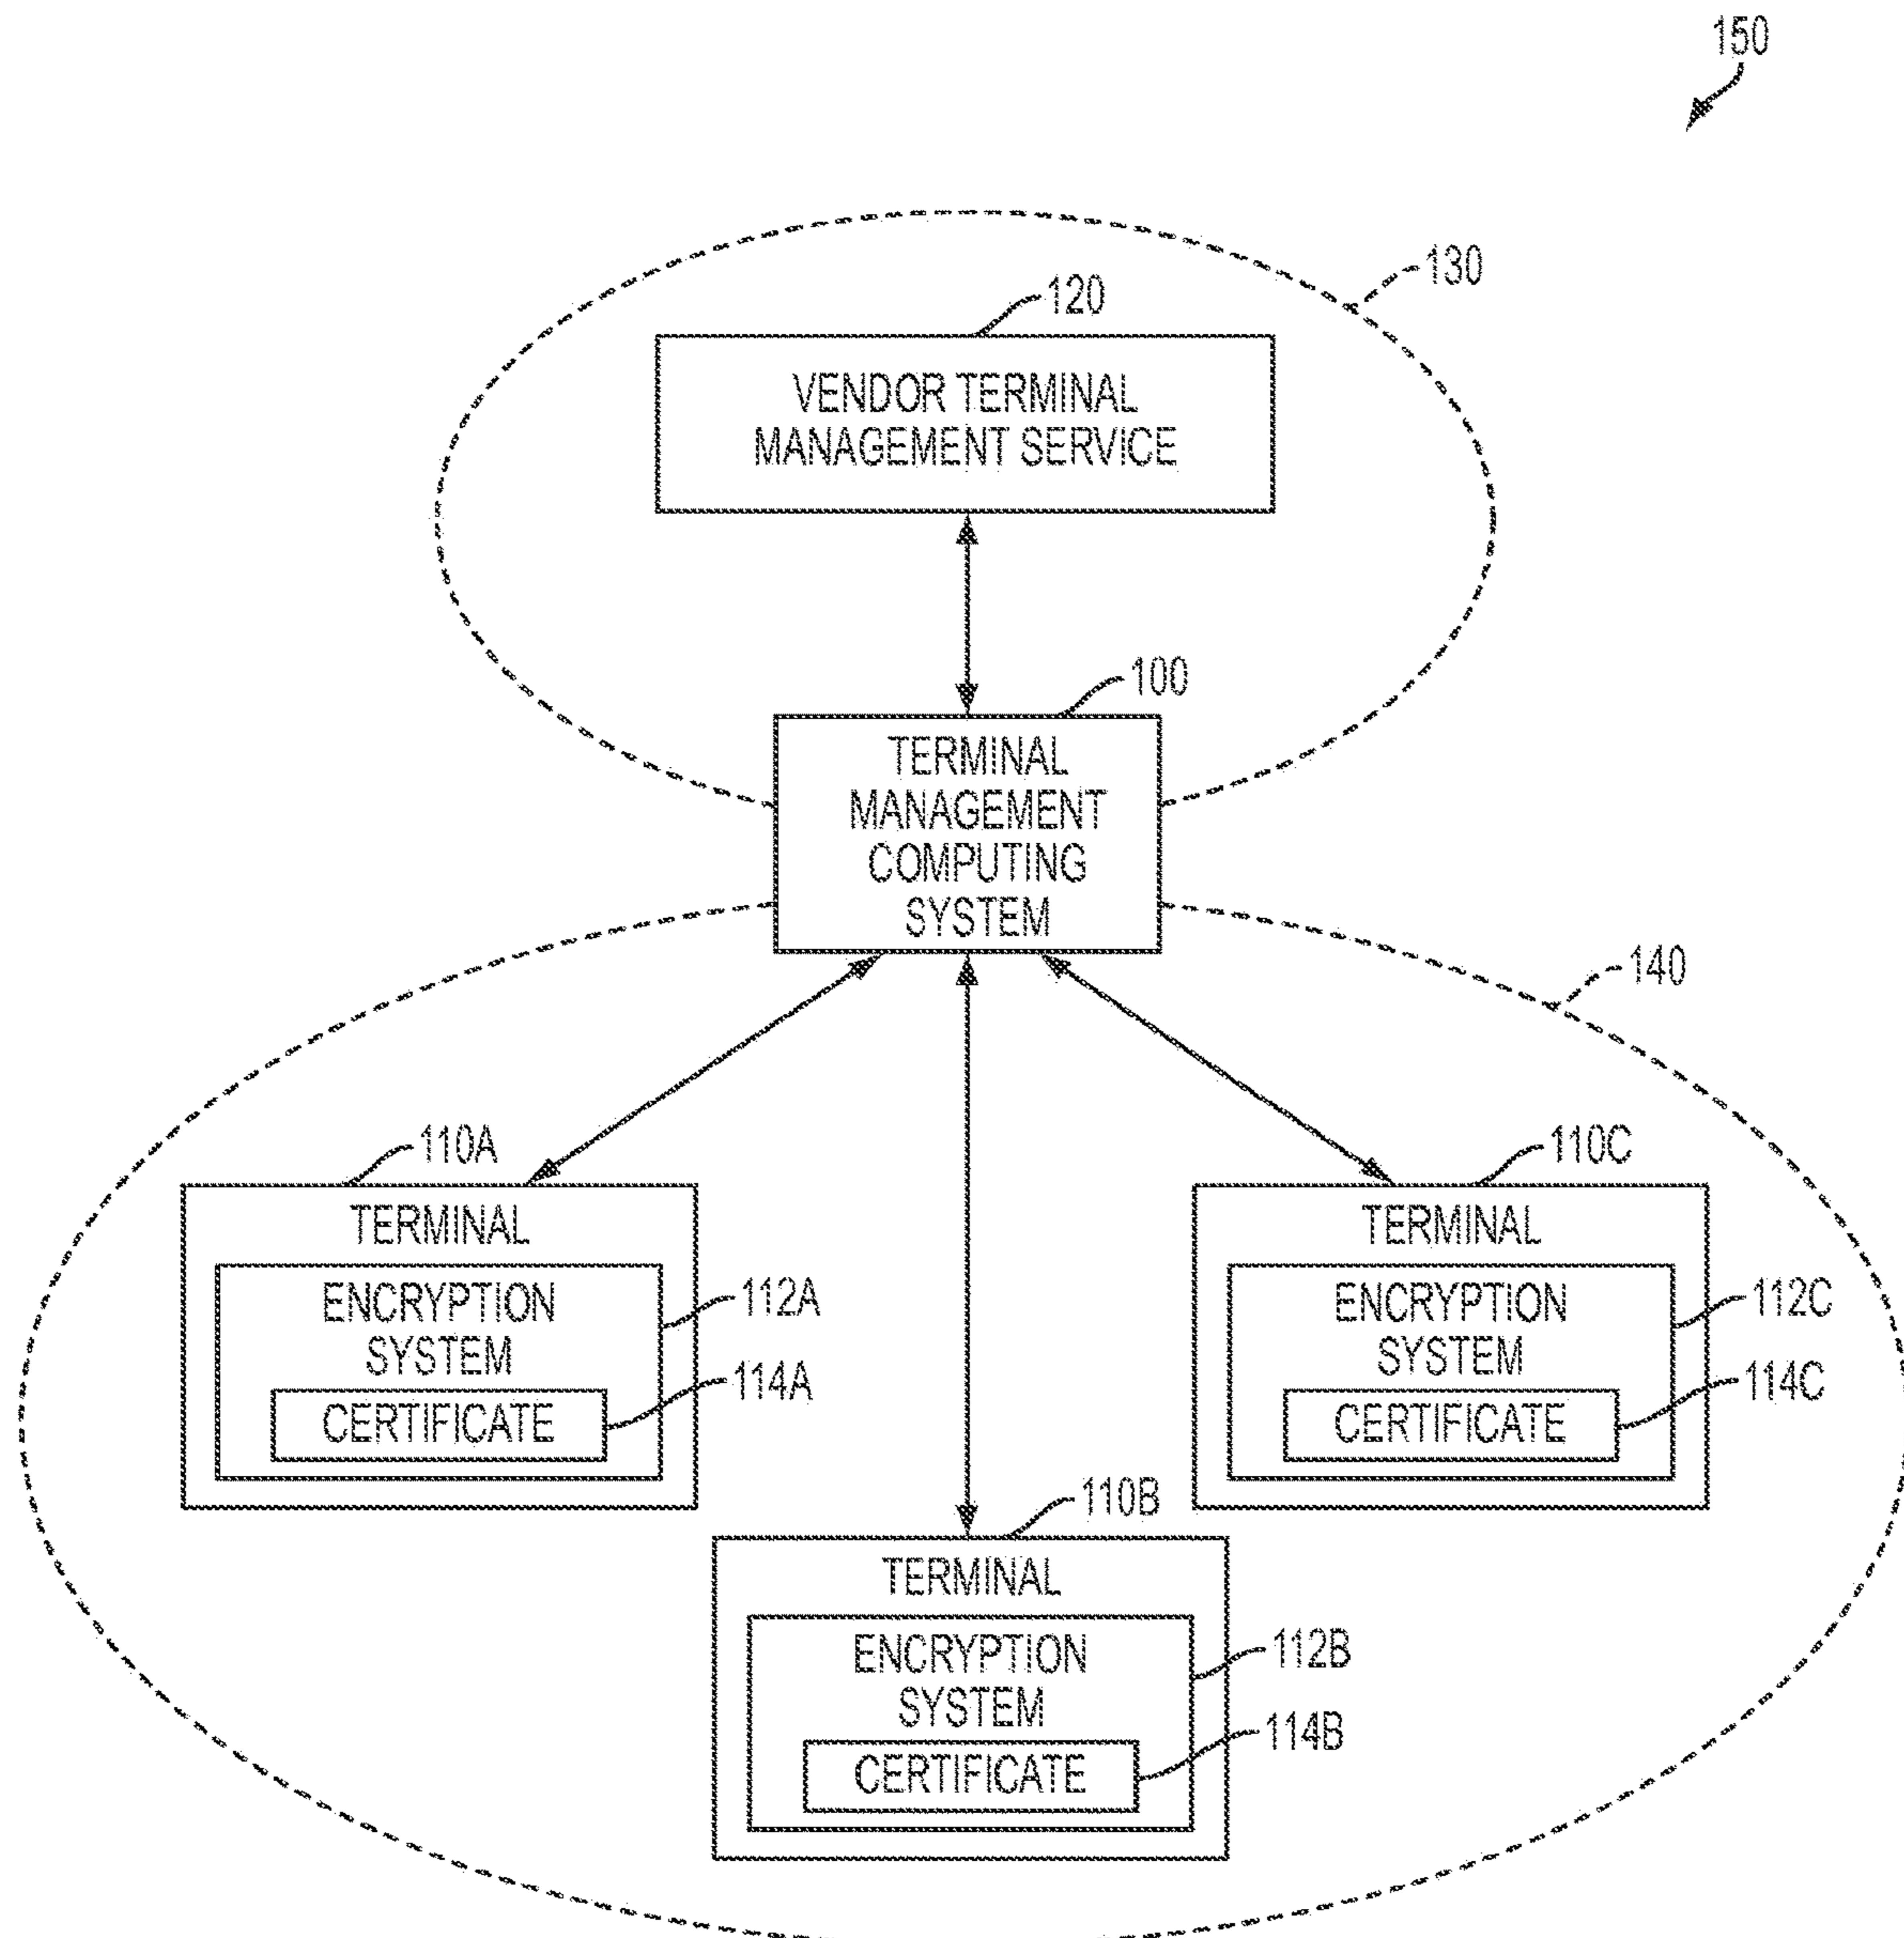 150
130
120
VENDOR TERMINAL
MANAGEMENT SERVICE
100
TERMINAL
MANAGEMENT
COMPUTING
SYSTEM
140
110A
TERMINAL
ENCRYPTION
SYSTEM
112A
CERTIFICATE
114A
110C
TERMINAL
ENCRYPTION
SYSTEM
112C
CERTIFICATE
114C
110B
TERMINAL
ENCRYPTION
SYSTEM
112B
CERTIFICATE
114B